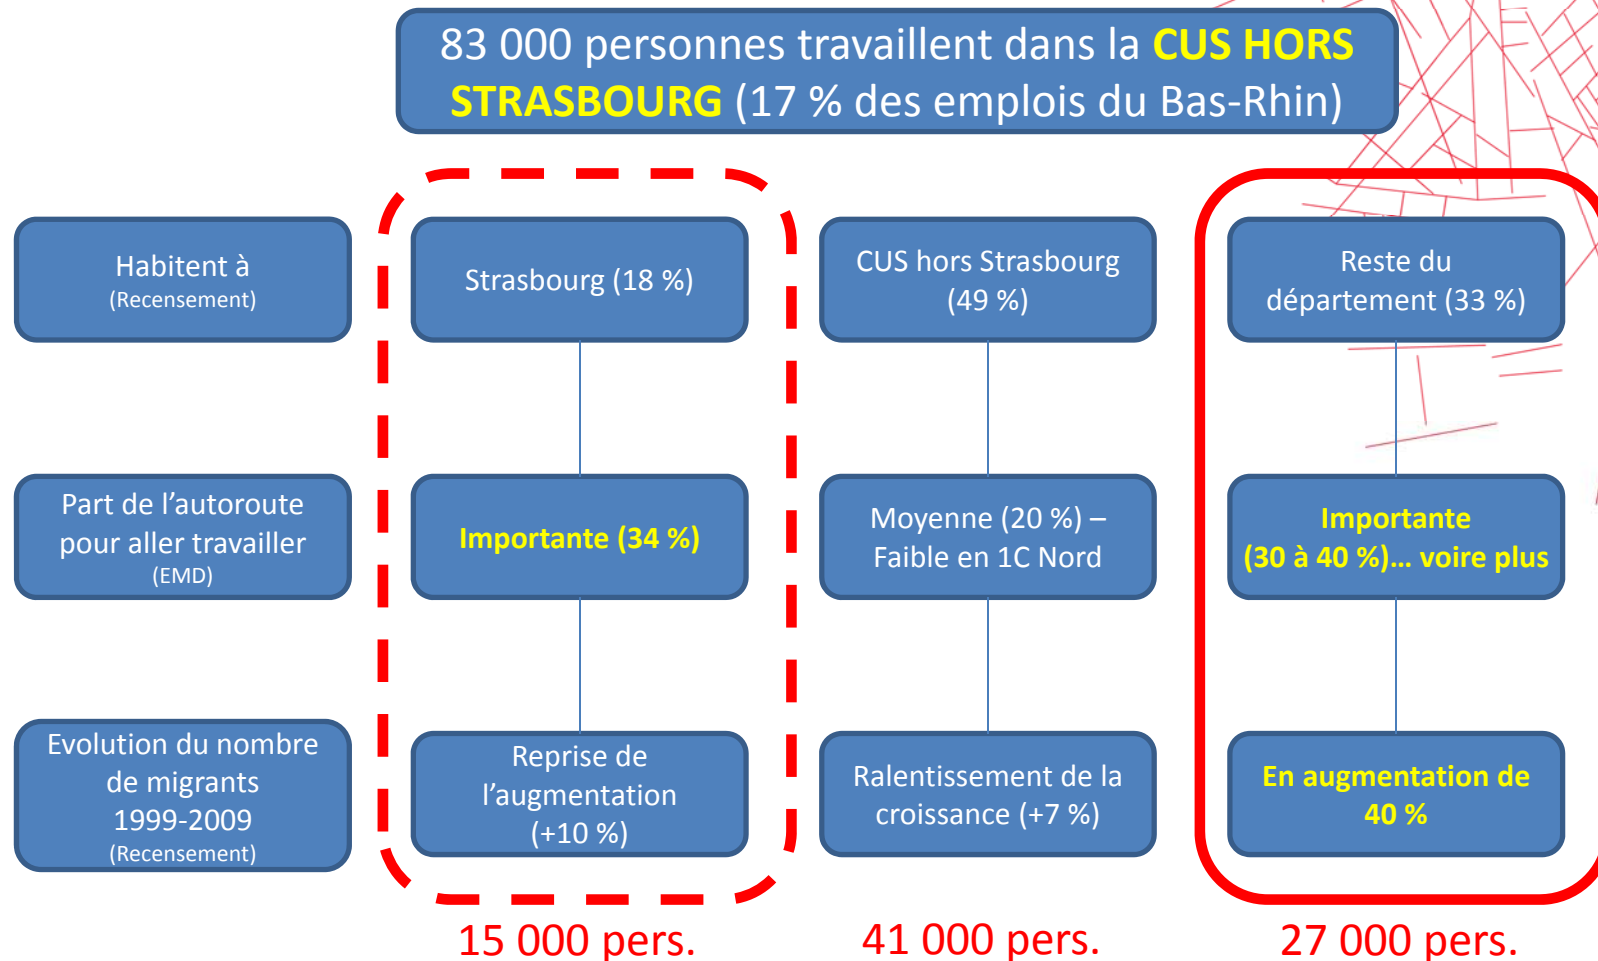 83 000 personnes travaillent dans la CUS HORS
STRASBOURG (17 % des emplois du Bas-Rhin)
Habitent à
(Recensement)
Strasbourg (18 %)
CUS hors Strasbourg
(49 %)
Reste du
département (33 %)
Part de l’autoroute
pour aller travailler
(EMD)
Importante (34 %)
Moyenne (20 %) –
Faible en 1C Nord
Importante
(30 à 40 %)... voire plus
Evolution du nombre
de migrants
1999-2009
(Recensement)
Reprise de
l’augmentation
(+10 %)
Ralentissement de la
croissance (+7 %)
En augmentation de
40 %
15 000 pers.
41 000 pers.
27 000 pers.